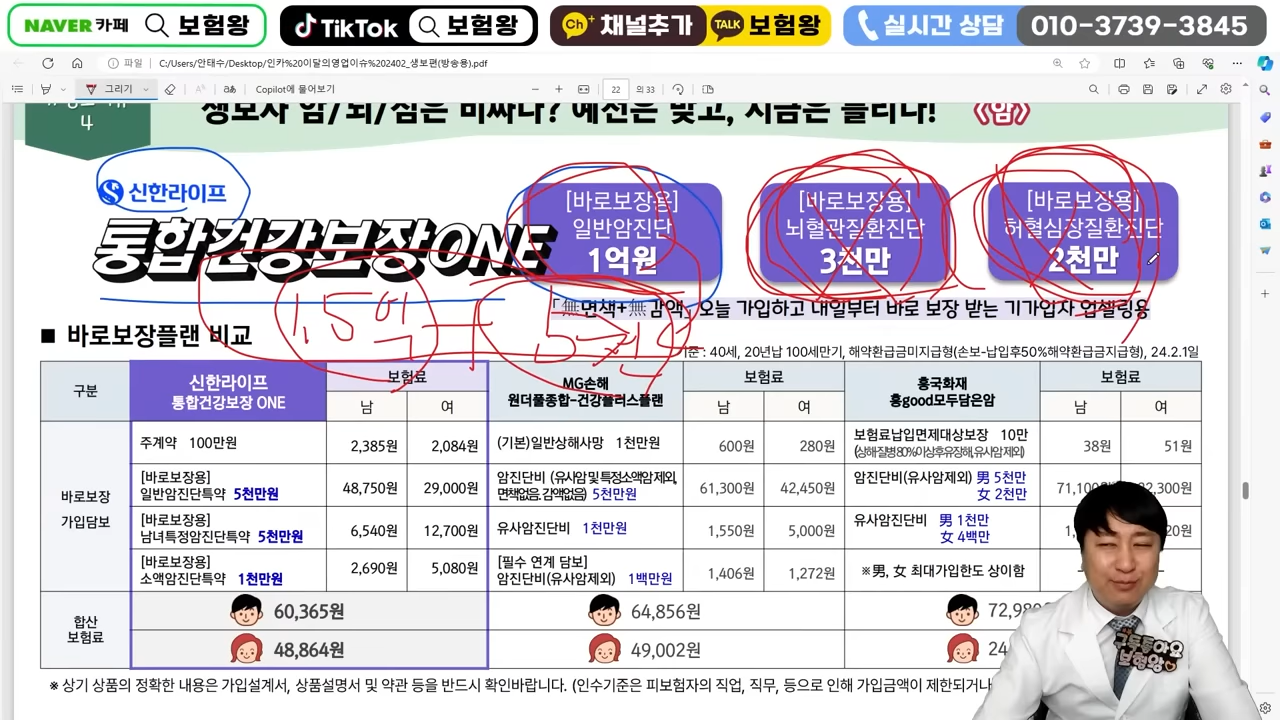 NAVER 카페 보험왕
TikTok 보험왕
Ch+ 채널추가 TALK 보험왕
실시간 상담 010-3739-3845
파일 C:/Users/안태수/Desktop/인카%20이달의영업이슈%202402_생보편(방송용).pdf
그리기 Copilot에 물어보기 22 의 33
4
생보사 암/뇌/심은 비싸다? 예전은 맞고, 지금은 틀리다!
신한라이프
통합건강보장ONE
[바로보장용]
일반암진단
1억원
[바로보장용]
뇌혈관질환진단
3천만
[바로보장용]
허혈심장질환진단
2천만
1.5억 + 5천
「無면책+無감액」 오늘 가입하고 내일부터 바로 보장 받는 기가입자 업셀링용
■ 바로보장플랜 비교
기준 : 40세, 20년납 100세만기, 해약환급금미지급형(손보-납입후50%해약환급금지급형), 24.2.1일
구분 신한라이프 통합건강보장 ONE 보험료 남 여 MG손해 원더풀종합-건강플러스플랜 보험료 남 여 흥국화재 흥good모두담은암 보험료 남 여
바로보장 가입담보
주계약 100만원 2,385원 2,084원 (기본)일반상해사망 1천만원 600원 280원 보험료납입면제대상보장 10만 (상해질병 80%이상후유장해, 유사암 제외) 38원 51원
[바로보장용] 일반암진단특약 5천만원 48,750원 29,000원 암진단비 (유사암 및 특정소액암 제외, 면책없음. 감액없음) 5천만원 61,300원 42,450원 암진단비(유사암제외) 男 5천만 女 2천만
[바로보장용] 남녀특정암진단특약 5천만원 6,540원 12,700원 유사암진단비 1천만원 1,550원 5,000원 유사암진단비 男 1천만 女 4백만
[바로보장용] 소액암진단특약 1천만원 2,690원 5,080원 [필수 연계 담보] 암진단비(유사암제외) 1백만원 1,406원 1,272원 ※男, 女 최대가입한도 상이함
합산 보험료
60,365원 64,856원
48,864원 49,002원
※ 상기 상품의 정확한 내용은 가입설계서, 상품설명서 및 약관 등을 반드시 확인바랍니다. (인수기준은 피보험자의 직업, 직무, 등으로 인해 가입금액이 제한되거나
구독좋아요
보험왕